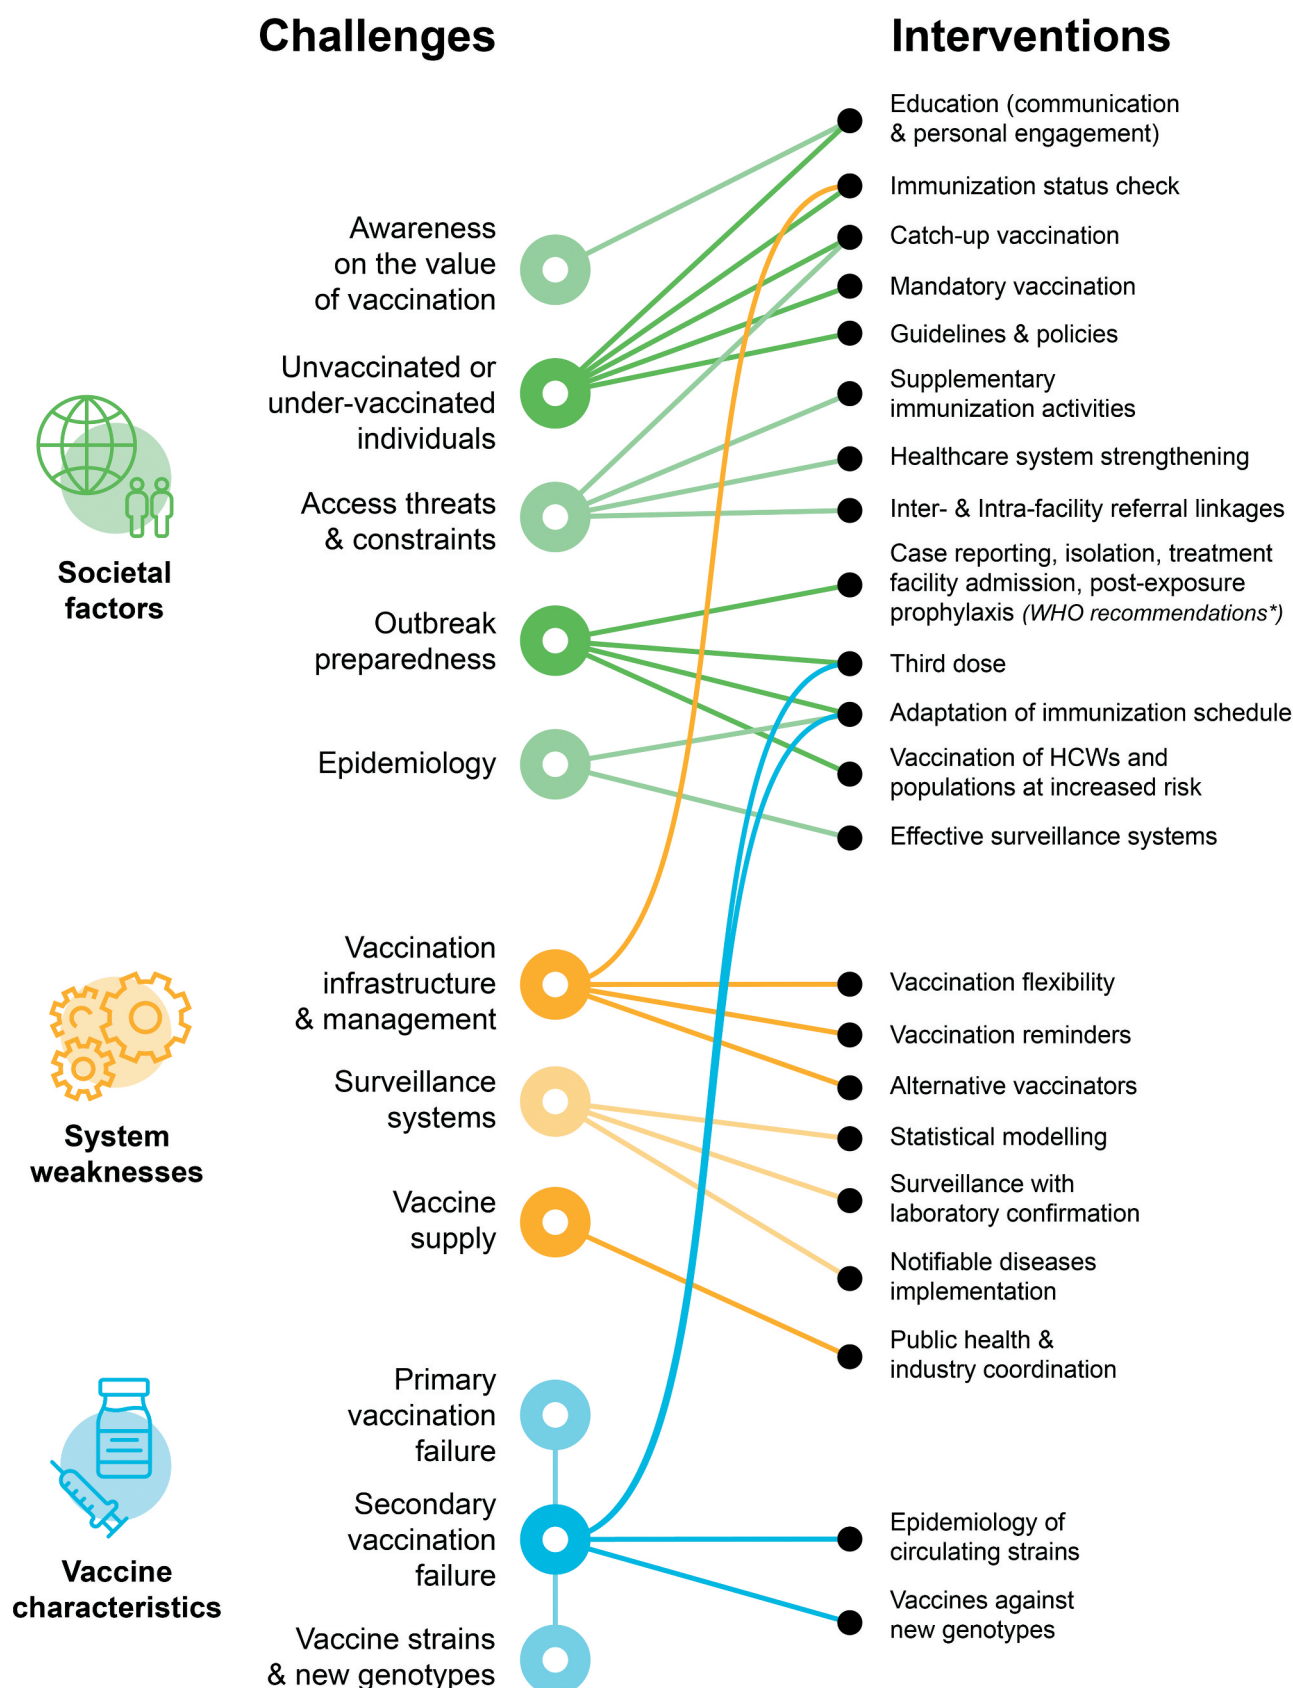 Challenges
Interventions
Societal
factors
Awareness
on the value
of vaccination
Unvaccinated or
under-vaccinated
individuals
Access threats
& constraints
Outbreak
preparedness
Epidemiology
Education (communication
& personal engagement)
Immunization status check
Catch-up vaccination
Mandatory vaccination
Guidelines & policies
Supplementary
immunization activities
Healthcare system strengthening
Inter- & Intra-facility referral linkages
Case reporting, isolation, treatment
facility admission, post-exposure
prophylaxis (WHO recommendations*)
Third dose
Adaptation of immunization schedule
Vaccination of HCWs and
populations at increased risk
Effective surveillance systems
System
weaknesses
Vaccination
infrastructure
& management
Surveillance
systems
Vaccine
supply
Vaccination flexibility
Vaccination reminders
Alternative vaccinators
Statistical modelling
Surveillance with
laboratory confirmation
Notifiable diseases
implementation
Public health &
industry coordination
Vaccine
characteristics
Primary
vaccination
failure
Secondary
vaccination
failure
Vaccine strains
& new genotypes
Epidemiology of
circulating strains
Vaccines against
new genotypes